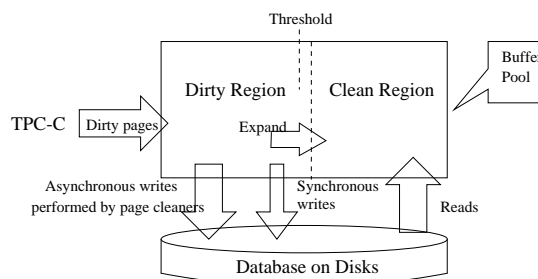 Threshold
Buffer
Pool
Dirty Region
Clean Region
TPC-C
Dirty pages
Expand
Asynchronous writes
performed by page cleaners
Synchronous
writes
Reads
Database on Disks